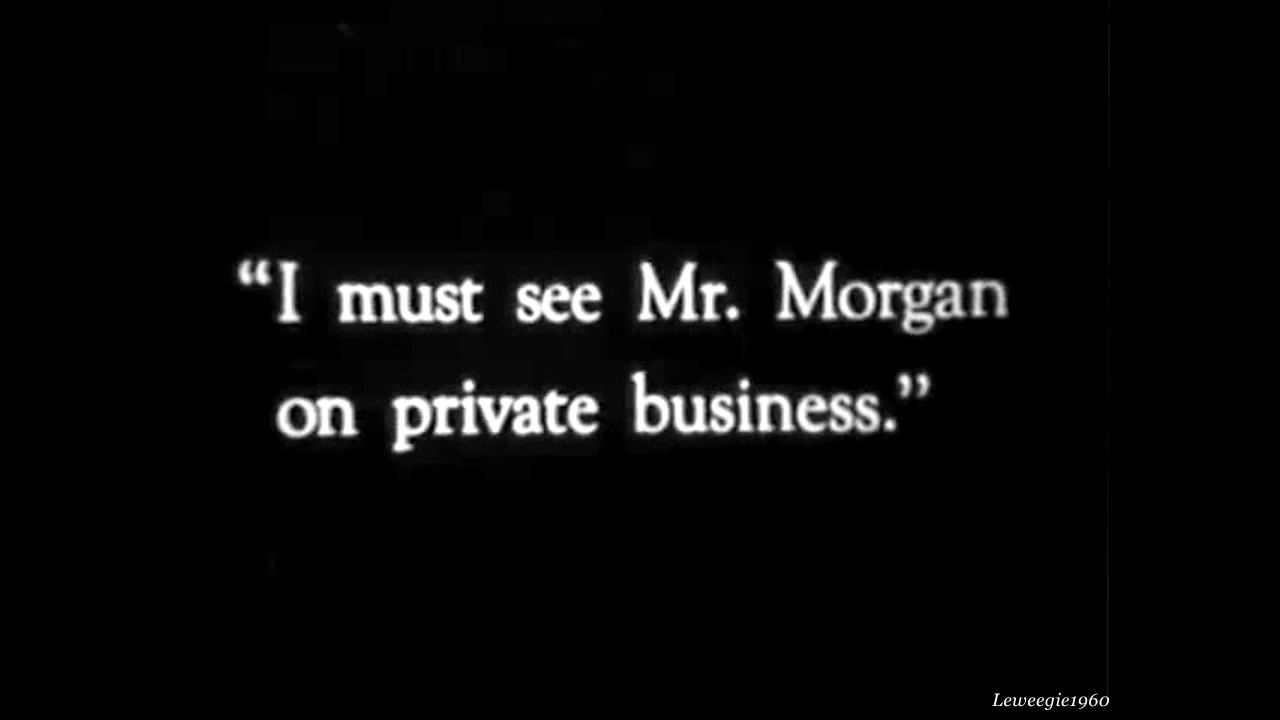 “I must see Mr. Morgan
on private business.”
Leweegie1960